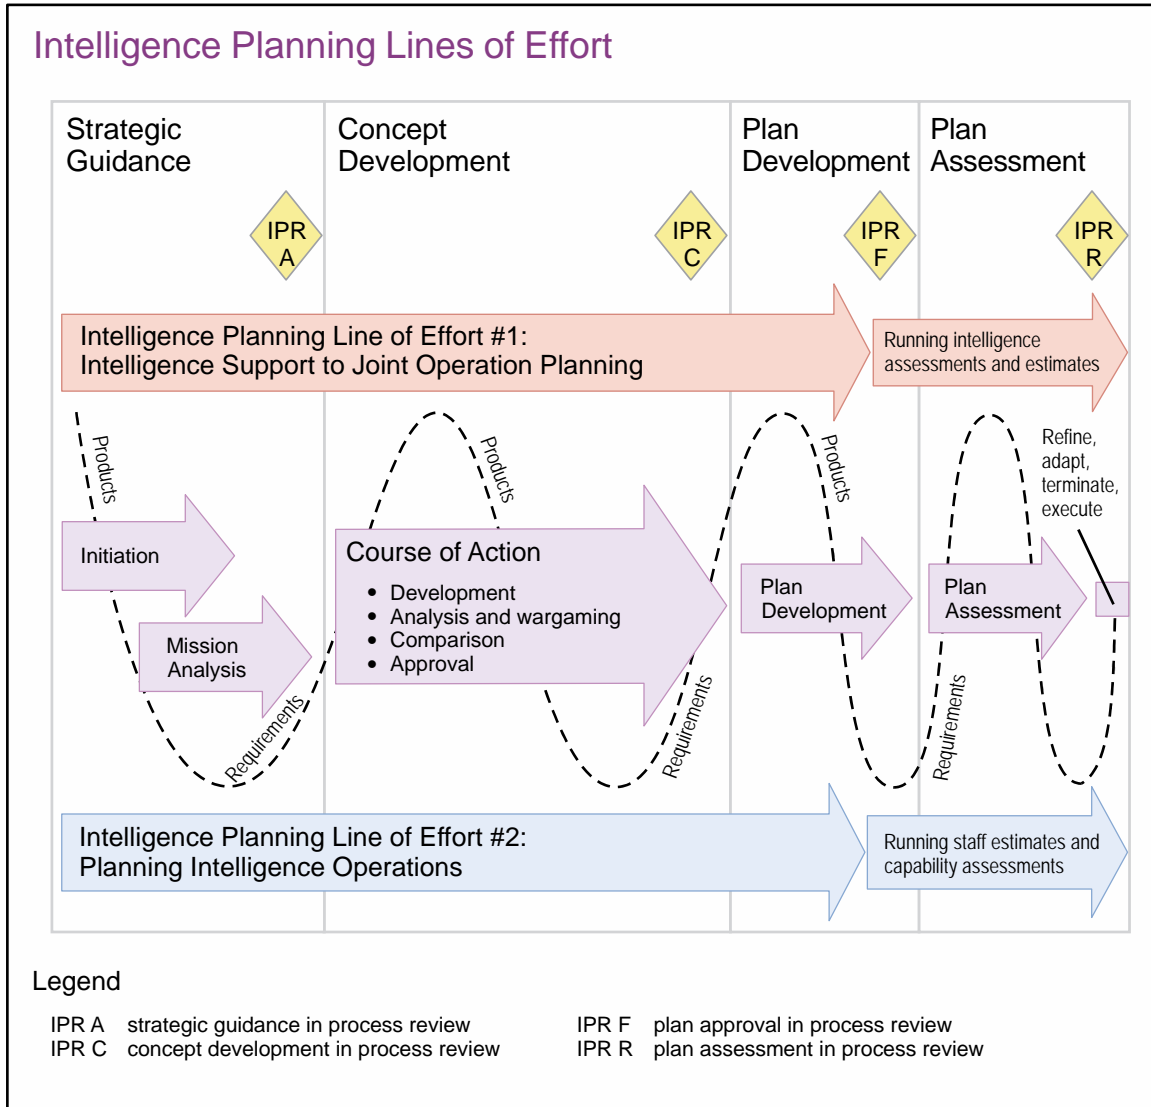 Intelligence Planning Lines of Effort
Strategic
Guidance
Concept
Development
Plan
Development
Plan
Assessment
IPR
A
IPR
C
IPR
F
IPR
R
Intelligence Planning Line of Effort #1:
Intelligence Support to Joint Operation Planning
Running intelligence
assessments and estimates
Products
Products
Products
Refine,
adapt,
terminate,
execute
Initiation
Mission
Analysis
Course of Action
• Development
• Analysis and wargaming
• Comparison
• Approval
Plan
Development
Plan
Assessment
Requirements
Requirements
Requirements
Intelligence Planning Line of Effort #2:
Planning Intelligence Operations
Running staff estimates and
capability assessments
Legend
IPR A strategic guidance in process review
IPR C concept development in process review
IPR F plan approval in process review
IPR R plan assessment in process review